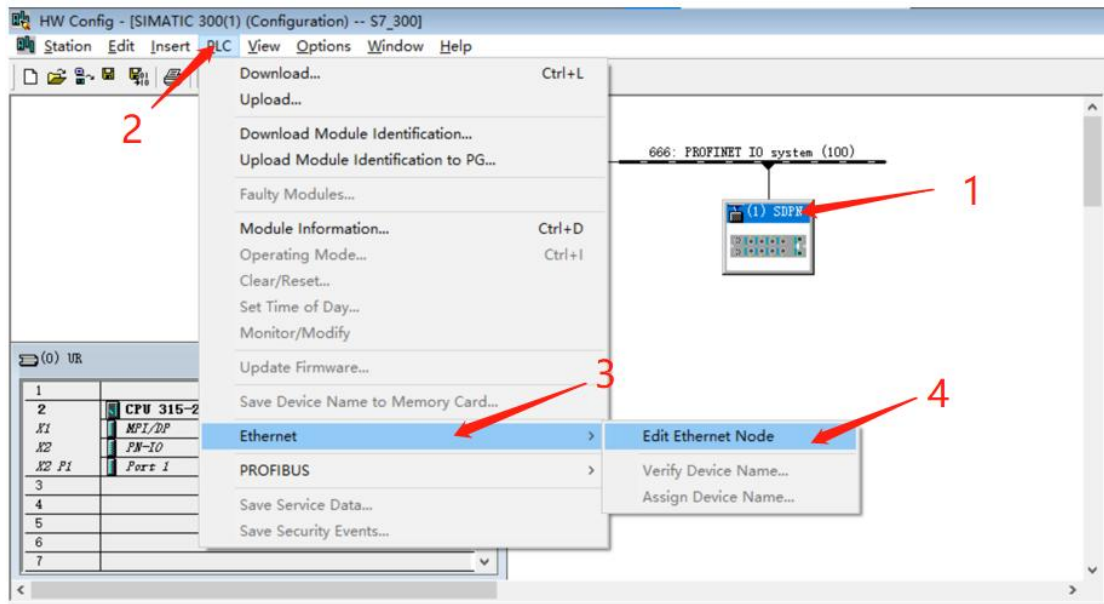 HW Config - [SIMATIC 300(1) (Configuration) -- S7_300]
Station Edit Insert PLC View Options Window Help
Download... Ctrl+L
Upload...
Download Module Identification...
Upload Module Identification to PG...
Faulty Modules...
Module Information... Ctrl+D
Operating Mode... Ctrl+I
Clear/Reset...
Set Time of Day...
Monitor/Modify
Update Firmware...
Save Device Name to Memory Card...
Ethernet
PROFIBUS
Save Service Data...
Save Security Events...
Edit Ethernet Node
Verify Device Name...
Assign Device Name...
2
666: PROFINET IO system (100)
1
(1) SDPN
3
4
(0) UR
1
2 CPU 315-2
X1 MPI/DP
X2 PN-IO
X2 P1 Port 1
3
4
5
6
7